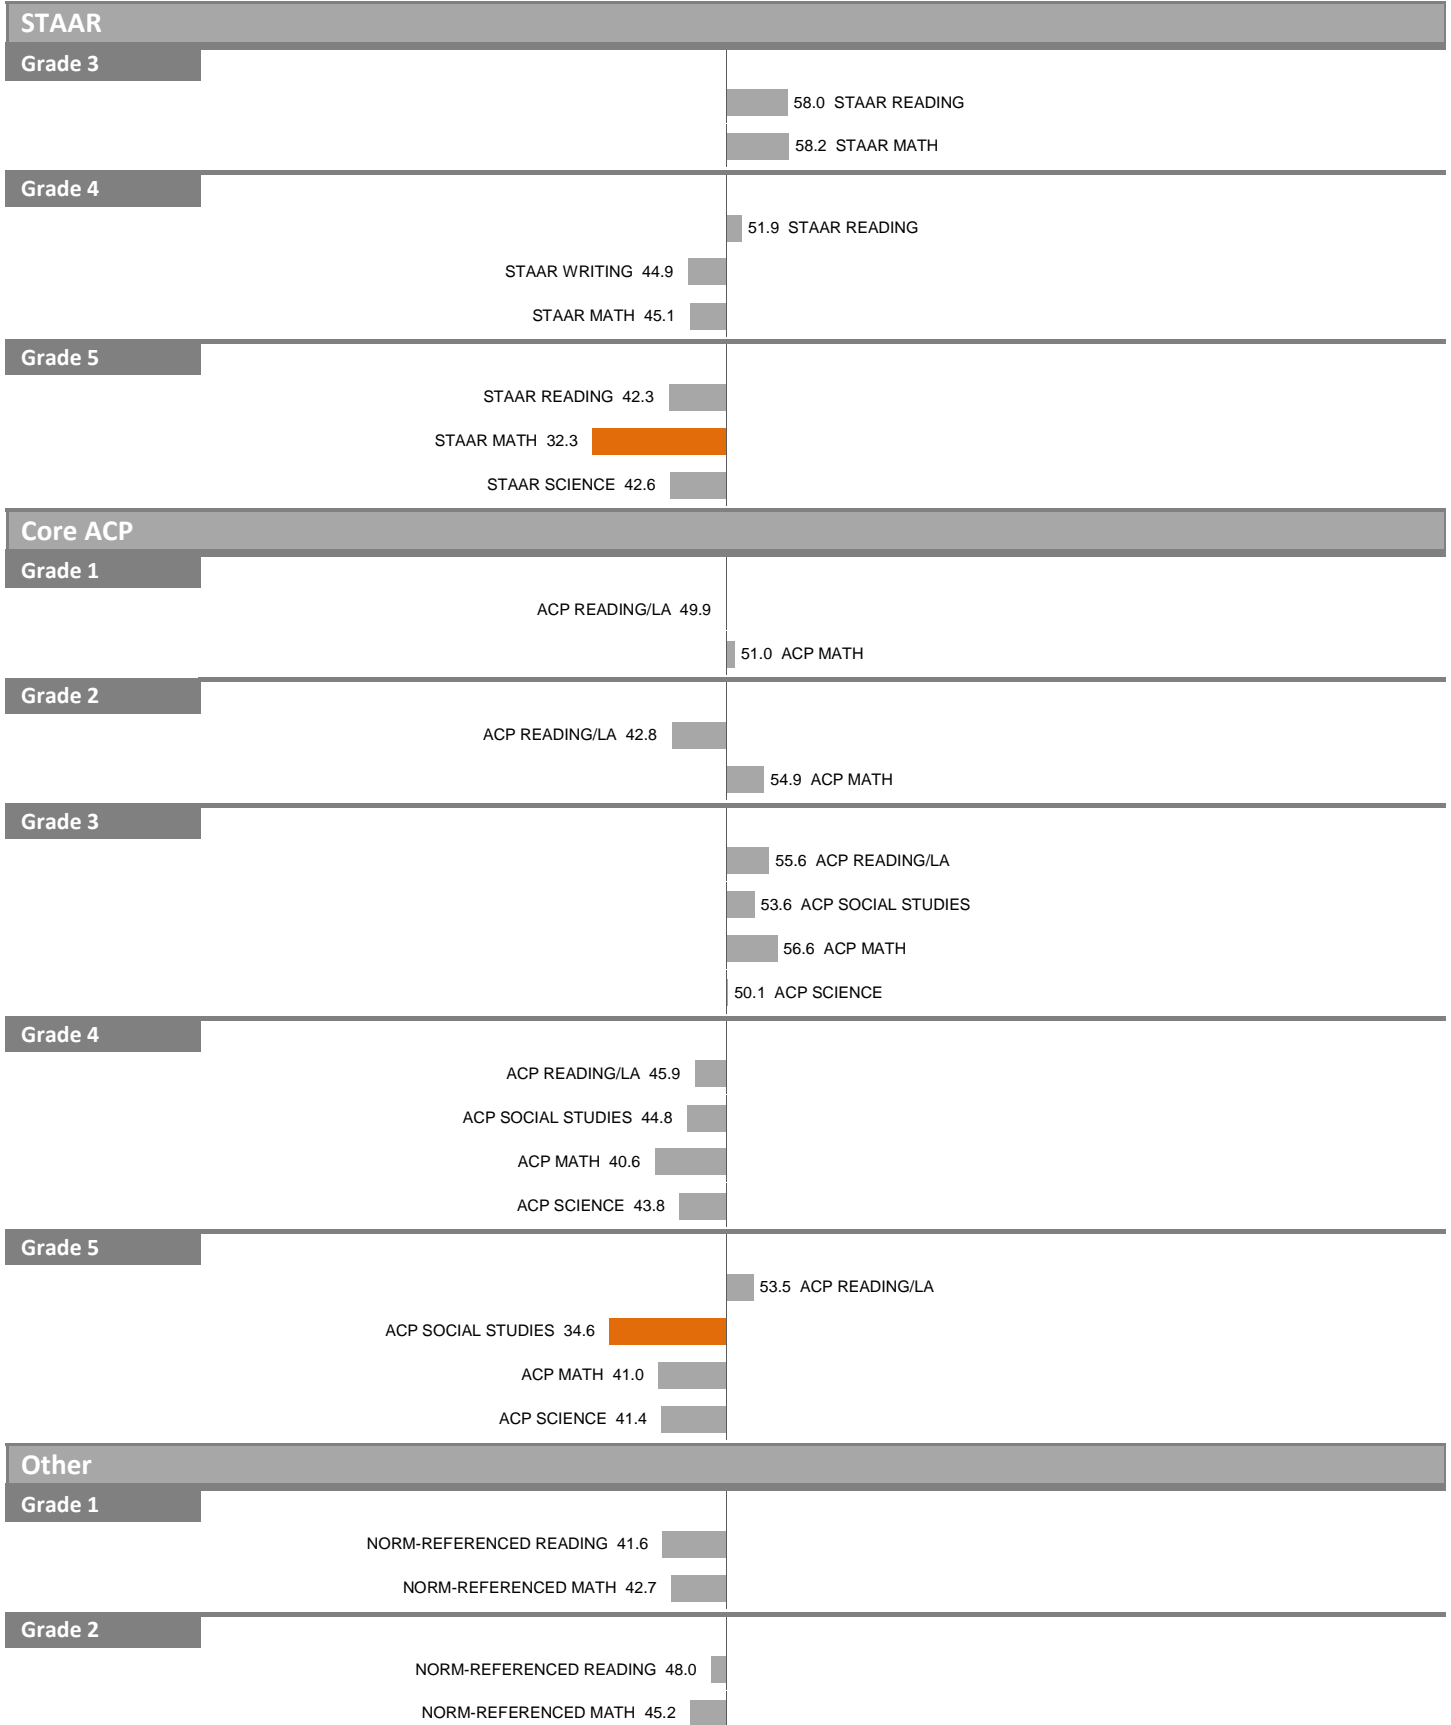 STAAR
Grade 3
58.0 STAAR READING
58.2 STAAR MATH
Grade 4
51.9 STAAR READING
STAAR WRITING 44.9
STAAR MATH 45.1
Grade 5
STAAR READING 42.3
STAAR MATH 32.3
STAAR SCIENCE 42.6
Core ACP
Grade 1
ACP READING/LA 49.9
51.0 ACP MATH
Grade 2
ACP READING/LA 42.8
54.9 ACP MATH
Grade 3
55.6 ACP READING/LA
53.6 ACP SOCIAL STUDIES
56.6 ACP MATH
50.1 ACP SCIENCE
Grade 4
ACP READING/LA 45.9
ACP SOCIAL STUDIES 44.8
ACP MATH 40.6
ACP SCIENCE 43.8
Grade 5
53.5 ACP READING/LA
ACP SOCIAL STUDIES 34.6
ACP MATH 41.0
ACP SCIENCE 41.4
Other
Grade 1
NORM-REFERENCED READING 41.6
NORM-REFERENCED MATH 42.7
Grade 2
NORM-REFERENCED READING 48.0
NORM-REFERENCED MATH 45.2